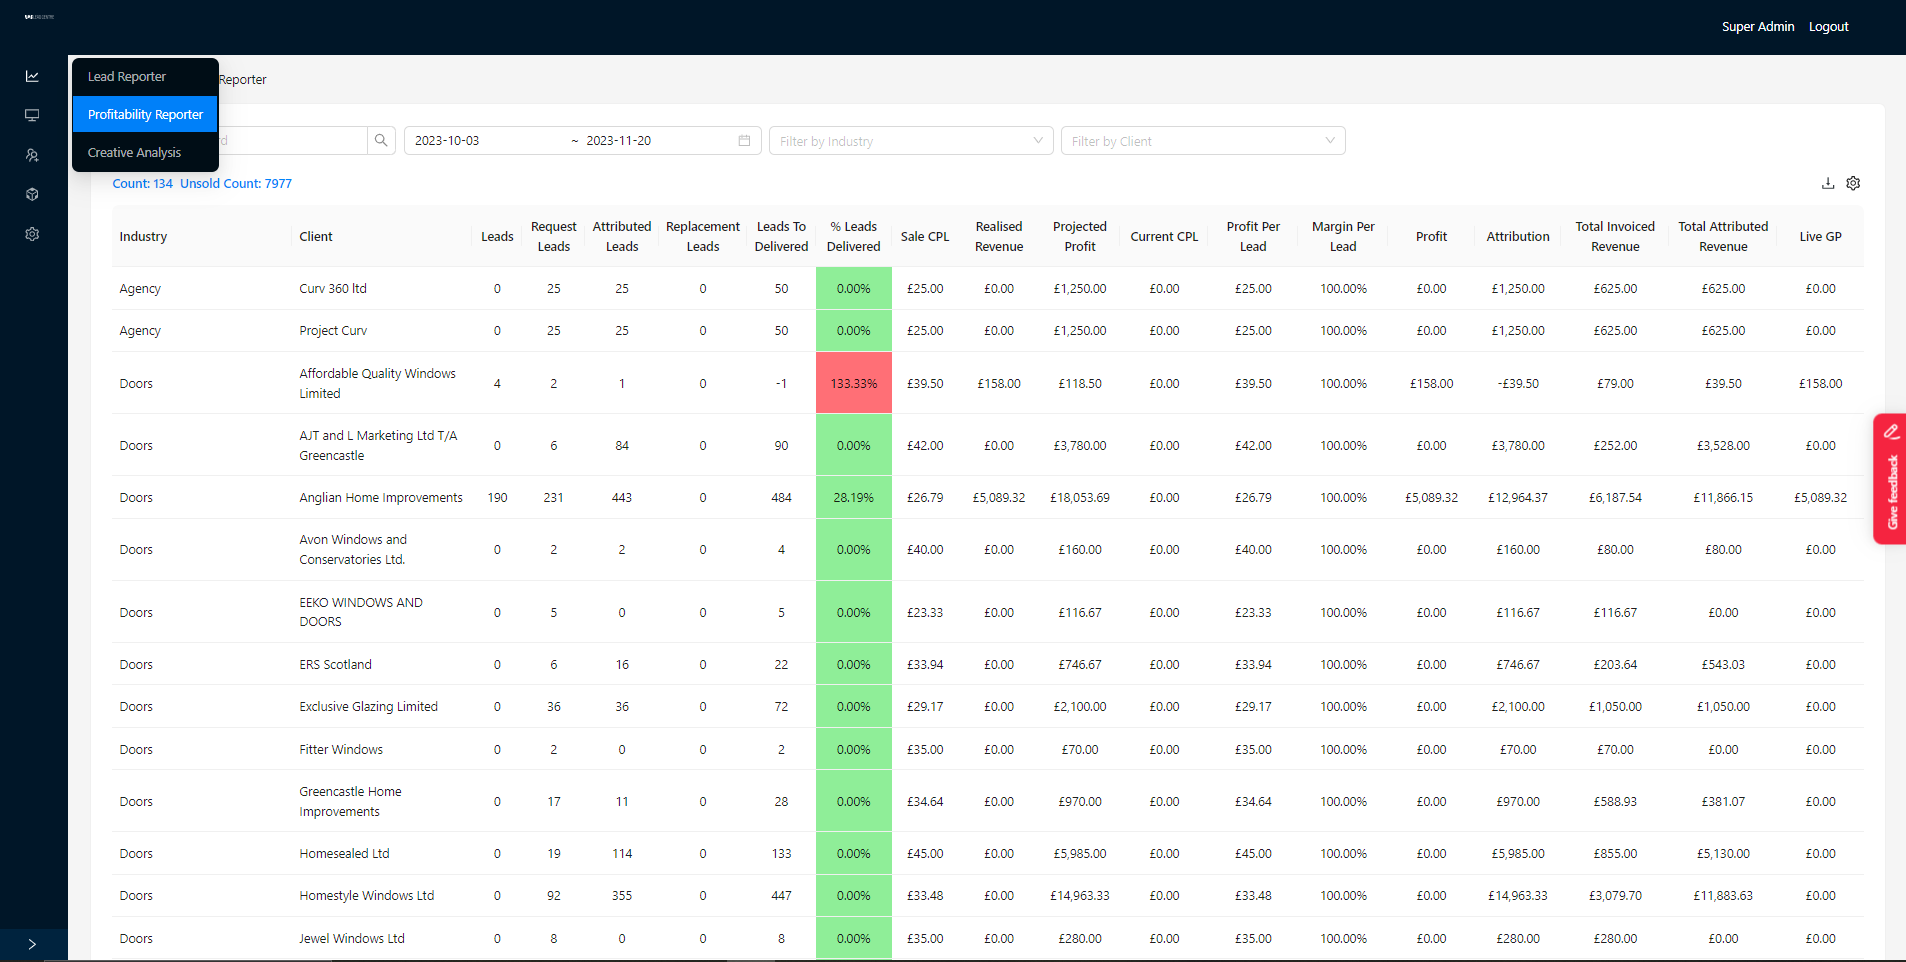 Super Admin Logout
Lead Reporter
Reporter
Profitability Reporter
Creative Analysis
2023-10-03 ~ 2023-11-20 Filter by Industry Filter by Client
Count: 134 Unsold Count: 7977
Industry Client Leads Request Leads Attributed Leads Replacement Leads Leads To Delivered % Leads Delivered Sale CPL Realised Revenue Projected Profit Current CPL Profit Per Lead Margin Per Lead Profit Attribution Total Invoiced Revenue Total Attributed Revenue Live GP
Agency Curv 360 ltd 0 25 25 0 50 0.00% £25.00 £0.00 £1,250.00 £0.00 £25.00 100.00% £0.00 £1,250.00 £625.00 £625.00 £0.00
Agency Project Curv 0 25 25 0 50 0.00% £25.00 £0.00 £1,250.00 £0.00 £25.00 100.00% £0.00 £1,250.00 £625.00 £625.00 £0.00
Doors Affordable Quality Windows Limited 4 2 1 0 -1 133.33% £39.50 £158.00 £118.50 £0.00 £39.50 100.00% £158.00 -£39.50 £79.00 £39.50 £158.00
Doors AJT and L Marketing Ltd T/A Greencastle 0 6 84 0 90 0.00% £42.00 £0.00 £3,780.00 £0.00 £42.00 100.00% £0.00 £3,780.00 £252.00 £3,528.00 £0.00
Doors Anglian Home Improvements 190 231 443 0 484 28.19% £26.79 £5,089.32 £18,053.69 £0.00 £26.79 100.00% £5,089.32 £12,964.37 £6,187.54 £11,866.15 £5,089.32
Doors Avon Windows and Conservatories Ltd. 0 2 2 0 4 0.00% £40.00 £0.00 £160.00 £0.00 £40.00 100.00% £0.00 £160.00 £80.00 £80.00 £0.00
Doors EEKO WINDOWS AND DOORS 0 5 0 0 5 0.00% £23.33 £0.00 £116.67 £0.00 £23.33 100.00% £0.00 £116.67 £116.67 £0.00 £0.00
Doors ERS Scotland 0 6 16 0 22 0.00% £33.94 £0.00 £746.67 £0.00 £33.94 100.00% £0.00 £746.67 £203.64 £543.03 £0.00
Doors Exclusive Glazing Limited 0 36 36 0 72 0.00% £29.17 £0.00 £2,100.00 £0.00 £29.17 100.00% £0.00 £2,100.00 £1,050.00 £1,050.00 £0.00
Doors Fitter Windows 0 2 0 0 2 0.00% £35.00 £0.00 £70.00 £0.00 £35.00 100.00% £0.00 £70.00 £70.00 £0.00 £0.00
Doors Greencastle Home Improvements 0 17 11 0 28 0.00% £34.64 £0.00 £970.00 £0.00 £34.64 100.00% £0.00 £970.00 £588.93 £381.07 £0.00
Doors Homesealed Ltd 0 19 114 0 133 0.00% £45.00 £0.00 £5,985.00 £0.00 £45.00 100.00% £0.00 £5,985.00 £855.00 £5,130.00 £0.00
Doors Homestyle Windows Ltd 0 92 355 0 447 0.00% £33.48 £0.00 £14,963.33 £0.00 £33.48 100.00% £0.00 £14,963.33 £3,079.70 £11,883.63 £0.00
Doors Jewel Windows Ltd 0 8 0 0 8 0.00% £35.00 £0.00 £280.00 £0.00 £35.00 100.00% £0.00 £280.00 £280.00 £0.00 £0.00
Give feedback